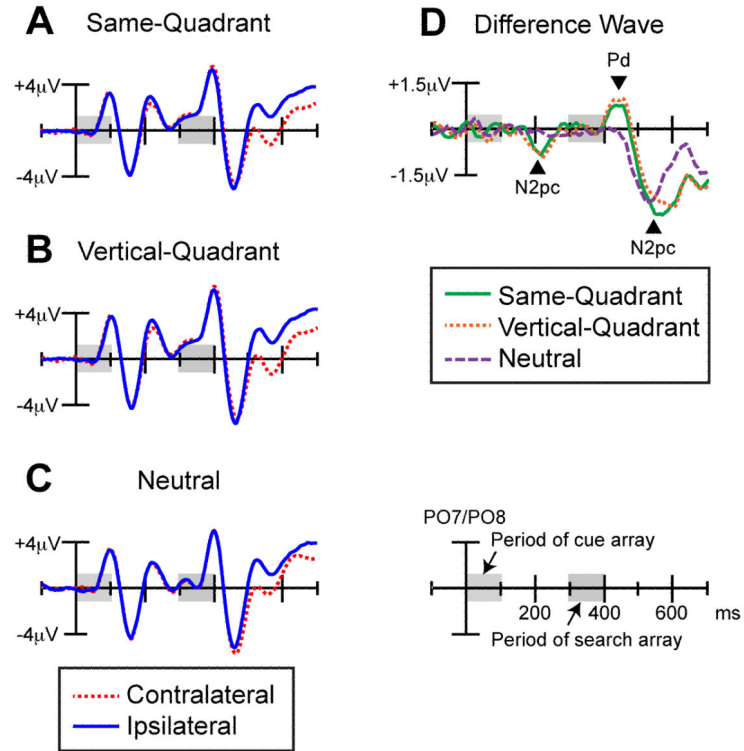 A
Same-Quadrant
+4μV
-4μV
B
Vertical-Quadrant
+4μV
-4μV
C
Neutral
+4μV
-4μV
Contralateral
Ipsilateral
D
Difference Wave
Pd
+1.5μV
-1.5μV
N2pc
N2pc
Same-Quadrant
Vertical-Quadrant
Neutral
PO7/PO8
Period of cue array
200 400 600 ms
Period of search array